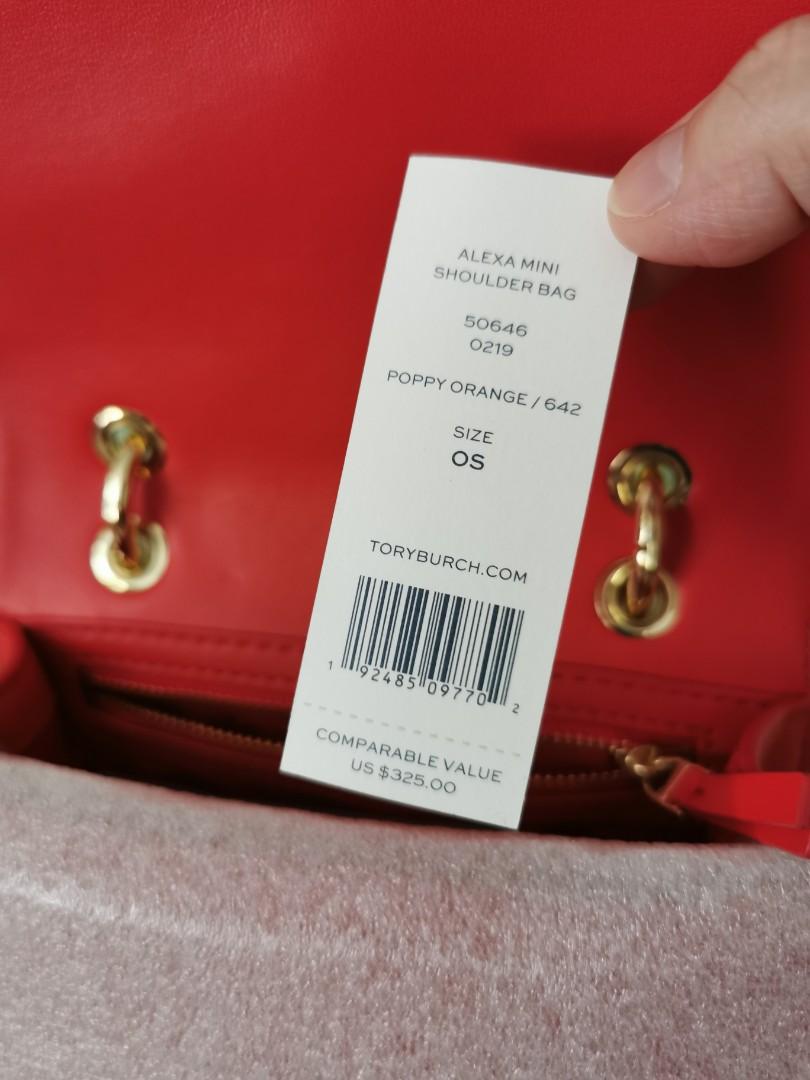 ALEXA MINI
SHOULDER BAG
50646
0219
POPPY ORANGE / 642
SIZE
OS
TORYBURCH.COM
1 92485 09770 2
COMPARABLE VALUE
US $325.00